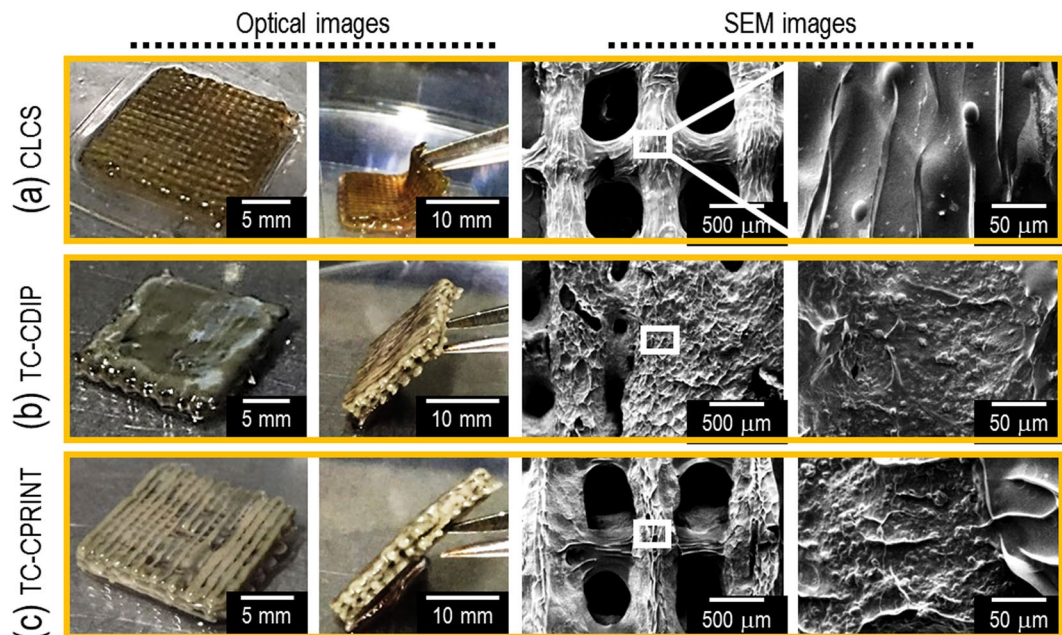 Optical images SEM images
(a) CLCS
5 mm 10 mm 500 μm 50 μm
(b) TC-CDIP
5 mm 10 mm 500 μm 50 μm
(c) TC-CPRINT
5 mm 10 mm 500 μm 50 μm